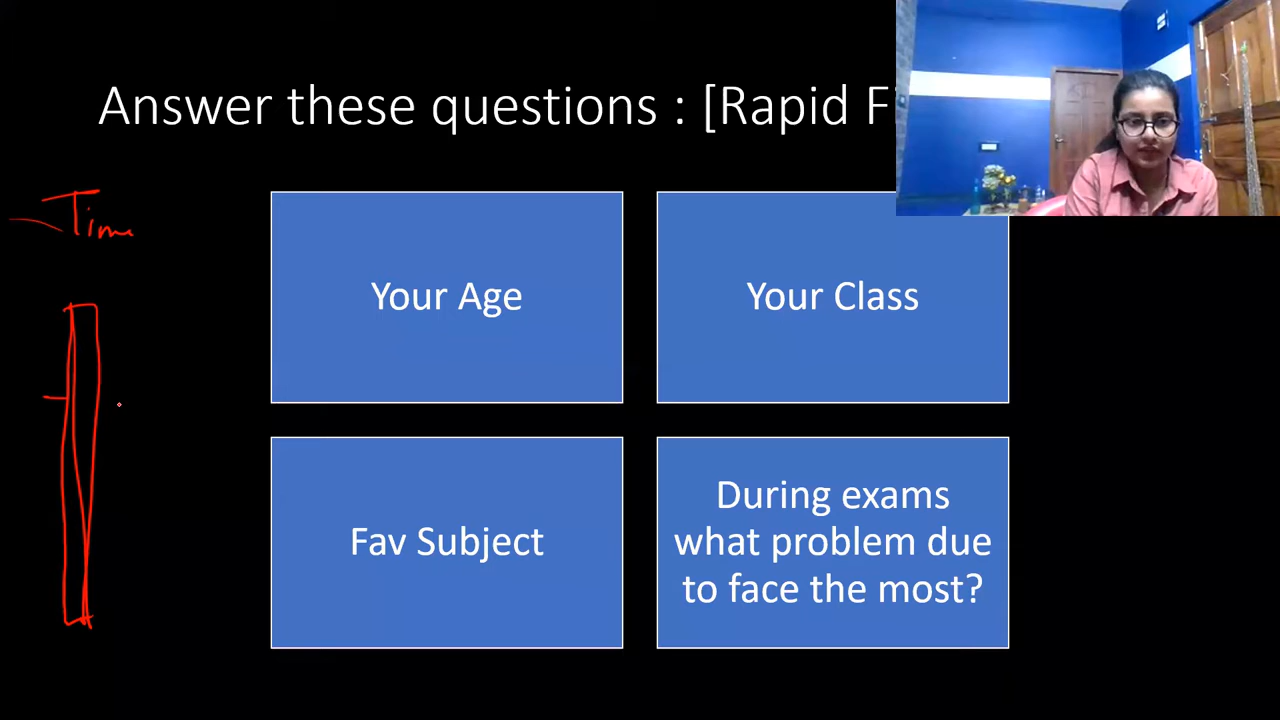 Answer these questions : [Rapid F
Time
Your Age
Your Class
Fav Subject
During exams
what problem due
to face the most?